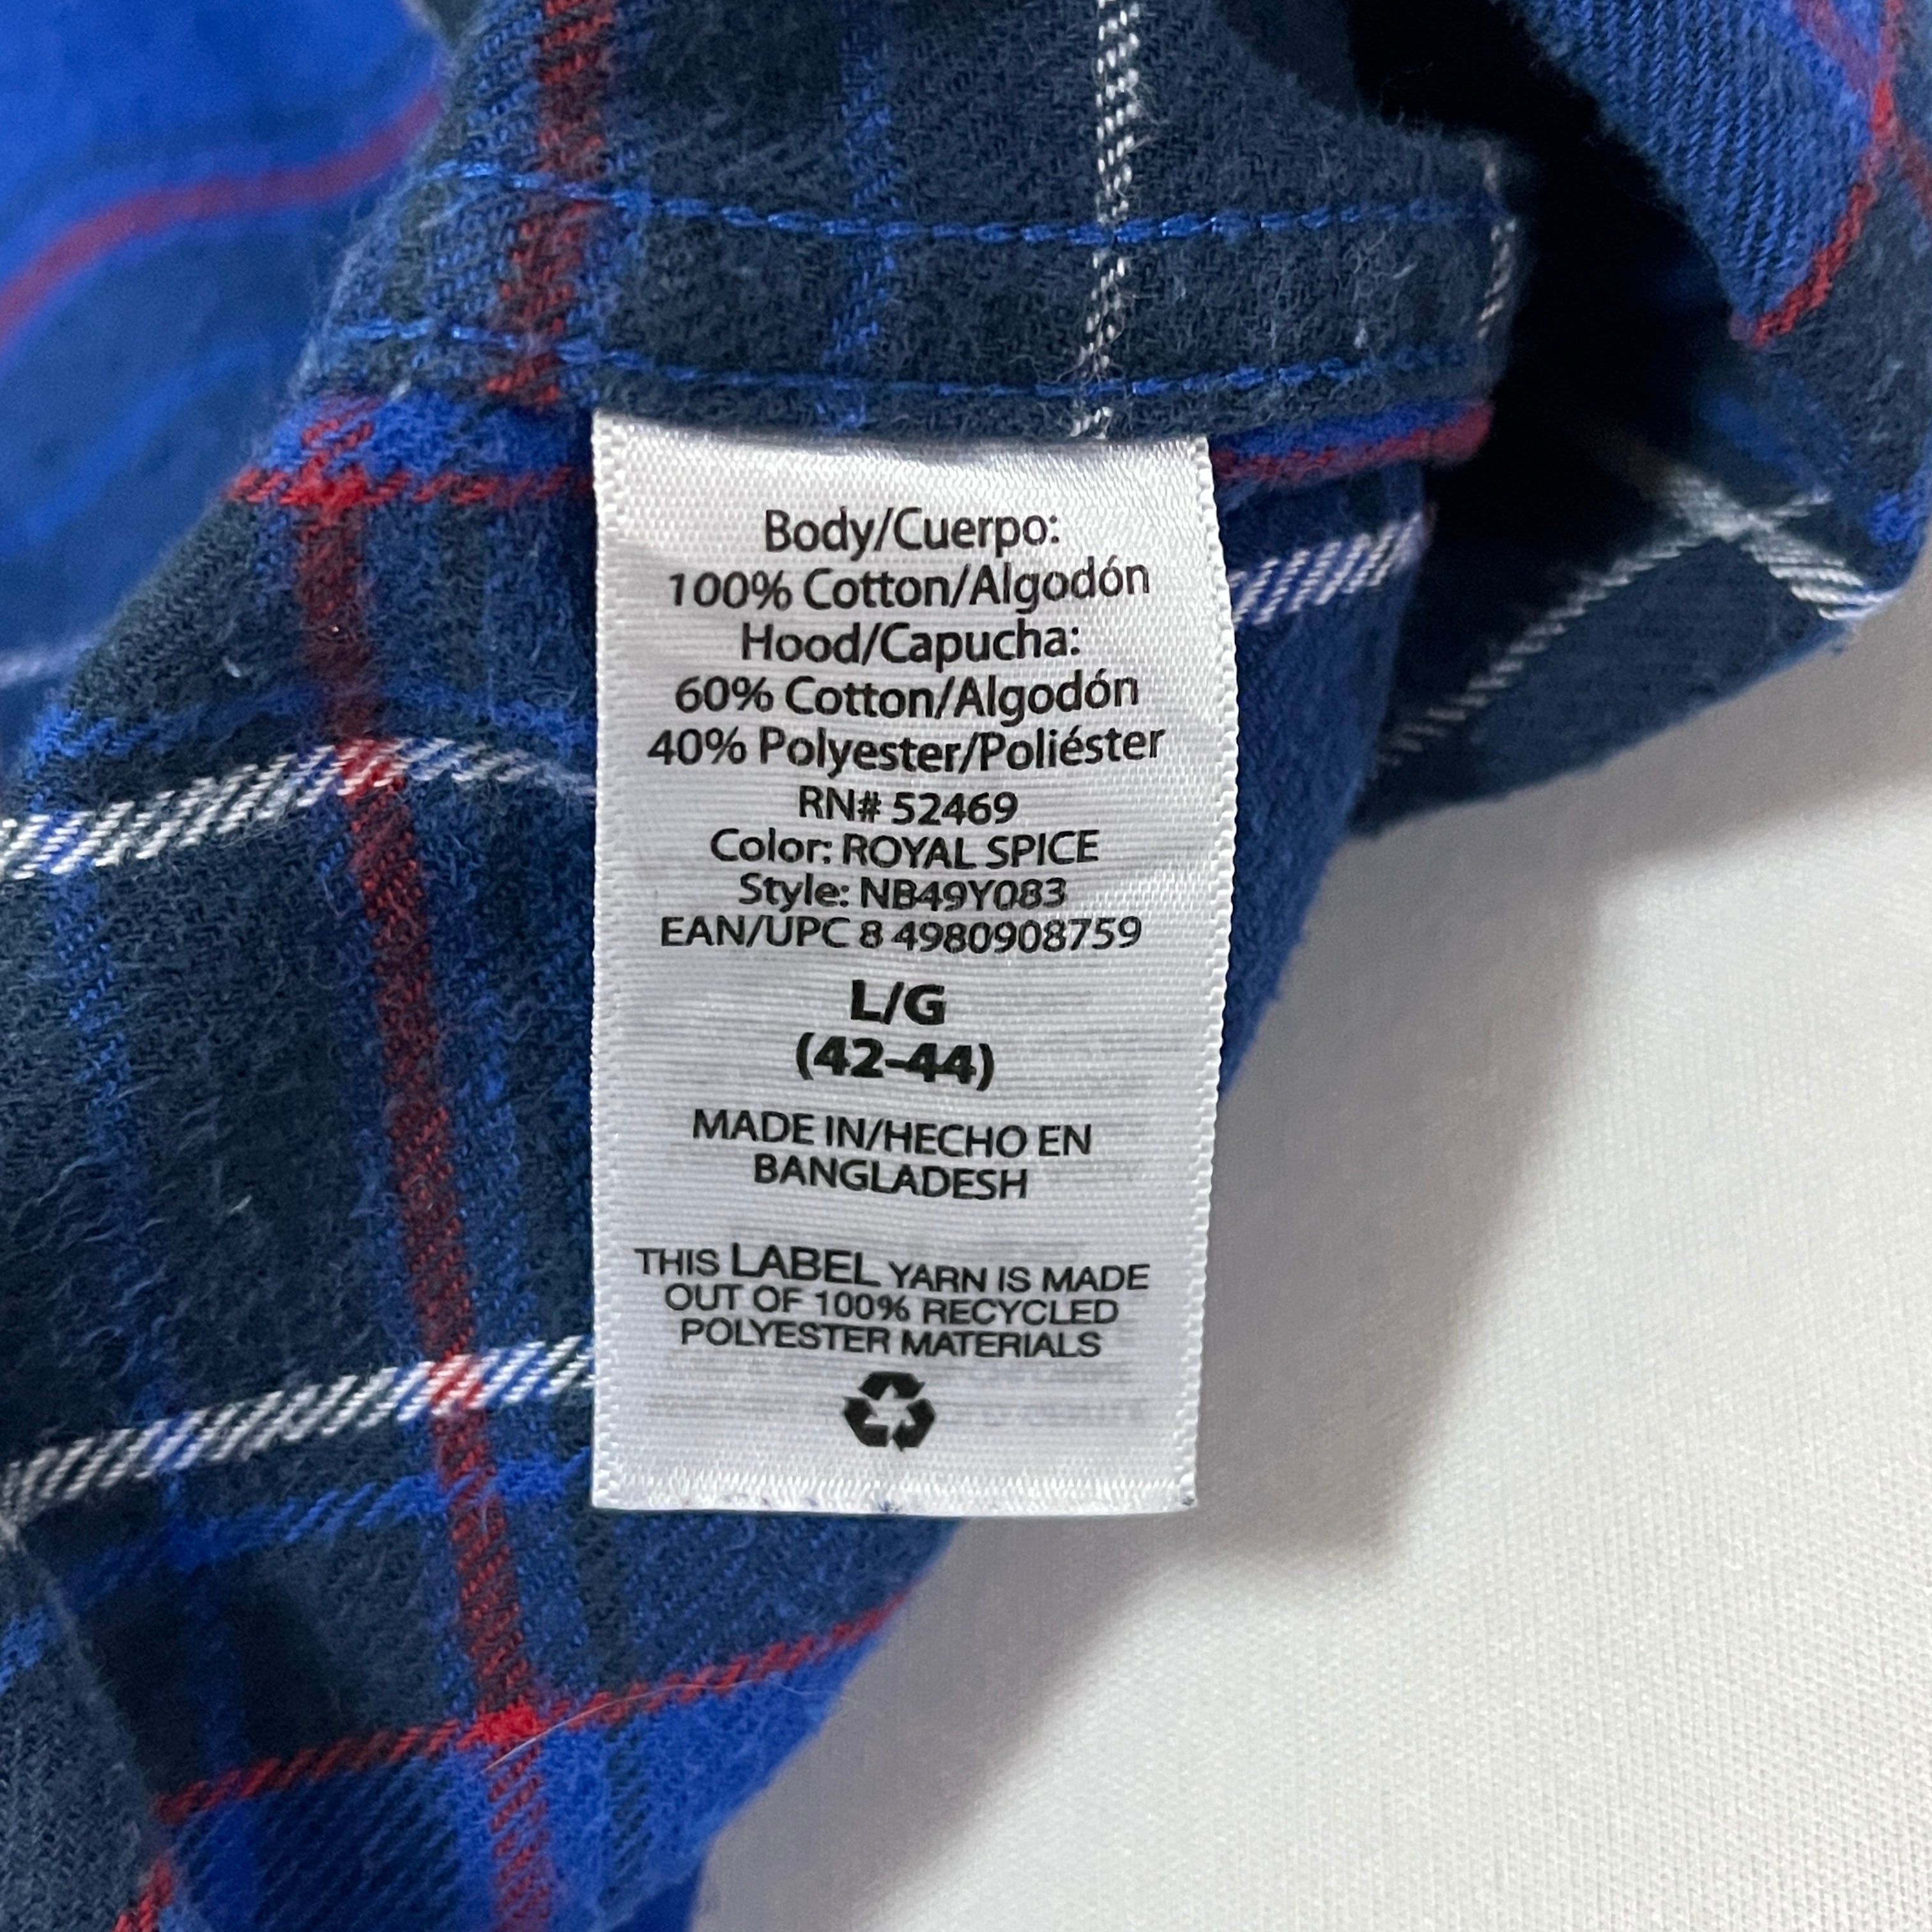 Body/Cuerpo:
100% Cotton/Algodón
Hood/Capucha:
60% Cotton/Algodón
40% Polyester/Poliéster
RN# 52469
Color: ROYAL SPICE
Style: NB49Y083
EAN/UPC 8 4980908759
L/G
(42-44)
MADE IN/HECHO EN
BANGLADESH
THIS LABEL YARN IS MADE
OUT OF 100% RECYCLED
POLYESTER MATERIALS